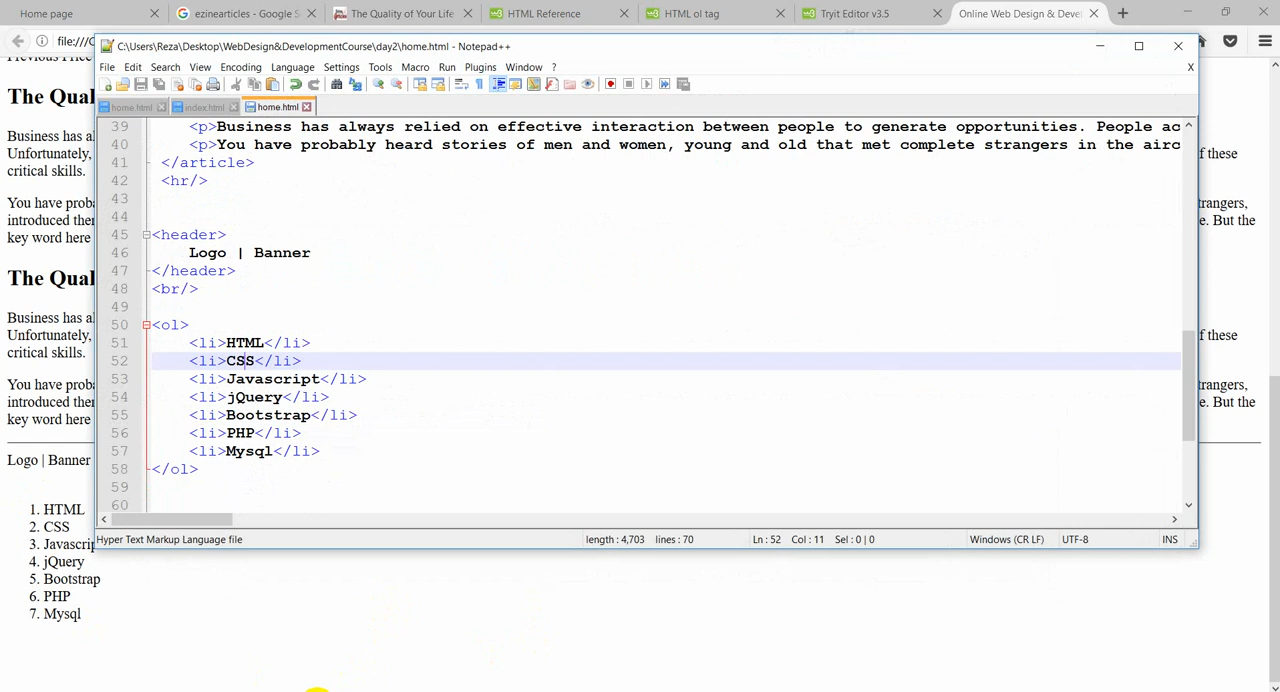 Home page
ezinearticles - Google S
The Quality of Your Life
HTML Reference
HTML ol tag
Tryit Editor v3.5
Online Web Design & Deve
file:///C
C:\Users\Reza\Desktop\WebDesign&DevelopmentCourse\day2\home.html - Notepad++
File Edit Search View Encoding Language Settings Tools Macro Run Plugins Window ? X
home.html index.html home.html
39 <p>Business has always relied on effective interaction between people to generate opportunities. People ac
40 <p>You have probably heard stories of men and women, young and old that met complete strangers in the airc
41 </article>
42 <hr/>
43
44
45 <header>
46 Logo | Banner
47 </header>
48 <br/>
49
50 <ol>
51 <li>HTML</li>
52 <li>CSS</li>
53 <li>Javascript</li>
54 <li>jQuery</li>
55 <li>Bootstrap</li>
56 <li>PHP</li>
57 <li>Mysql</li>
58 </ol>
59
60
Hyper Text Markup Language file length : 4,703 lines : 70 Ln : 52 Col : 11 Sel : 0 | 0 Windows (CR LF) UTF-8 INS
The Qual
Business has al
Unfortunately, f these
critical skills.
You have proba trangers,
introduced then e. But the
key word here
The Qual
Business has al
Unfortunately, f these
critical skills.
You have proba trangers,
introduced then e. But the
key word here
Logo | Banner
1. HTML
2. CSS
3. Javascrip
4. jQuery
5. Bootstrap
6. PHP
7. Mysql